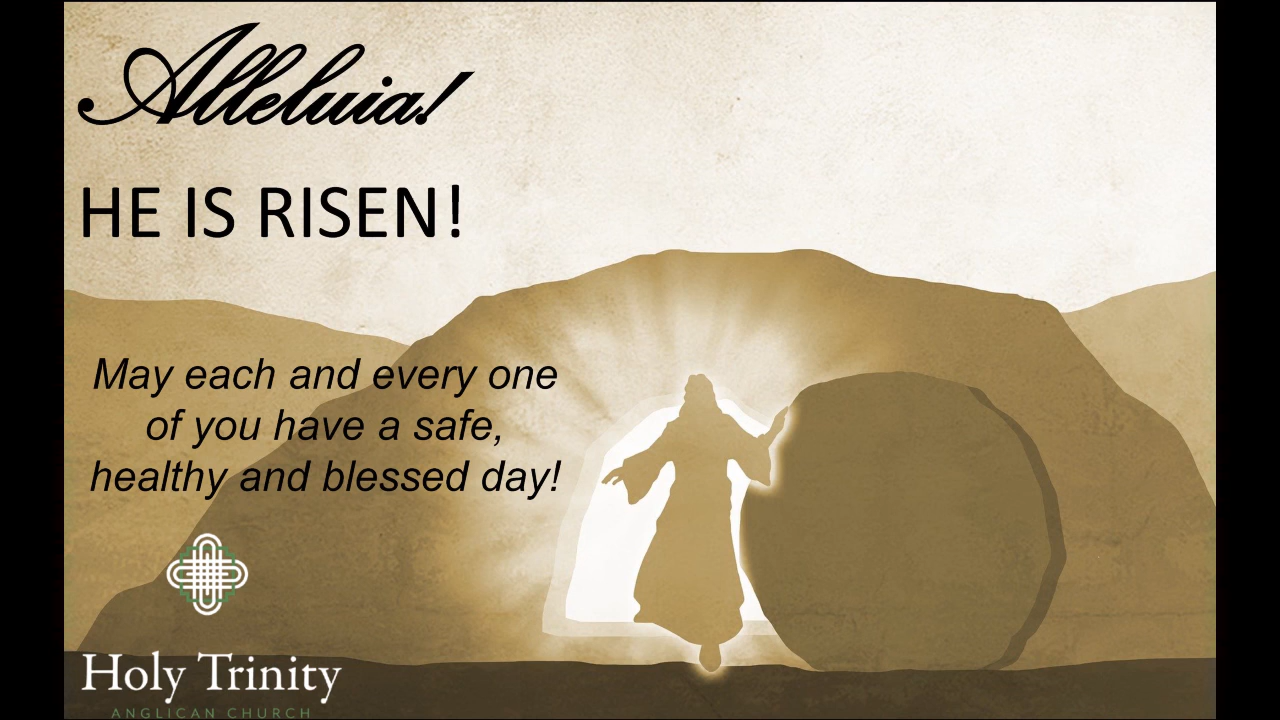 Alleluia!
HE IS RISEN!
May each and every one
of you have a safe,
healthy and blessed day!
Holy Trinity
ANGLICAN CHURCH